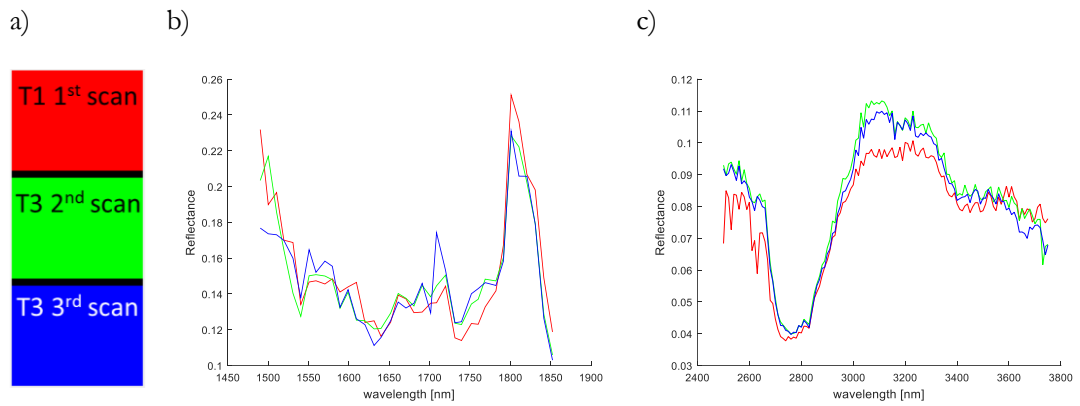 a)
T1 1st scan
T3 2nd scan
T3 3rd scan
b)
0.26
0.24
0.22
0.2
0.18
0.16
0.14
0.12
0.1
Reflectance
1450 1500 1550 1600 1650 1700 1750 1800 1850 1900
wavelength [nm]
c)
0.12
0.11
0.1
0.09
0.08
0.07
0.06
0.05
0.04
0.03
Reflectance
2400 2600 2800 3000 3200 3400 3600 3800
wavelength [nm]